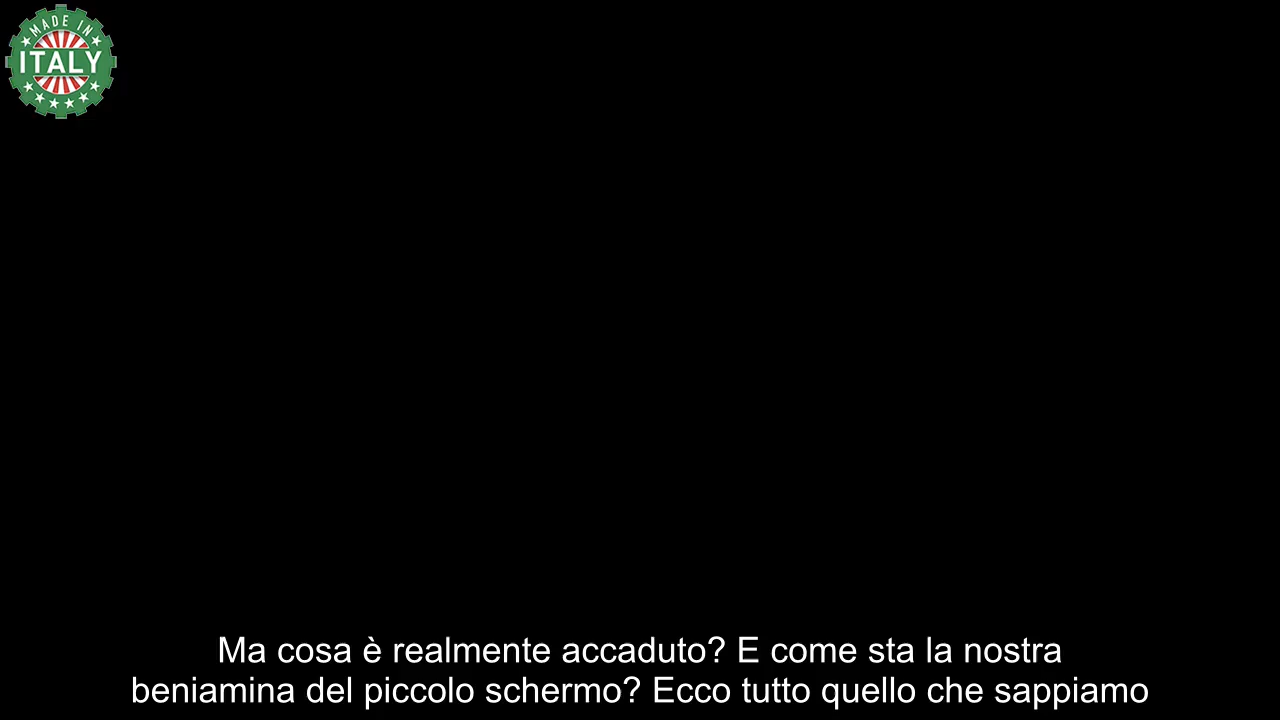 MADE IN
ITALY
Ma cosa è realmente accaduto? E come sta la nostra
beniamina del piccolo schermo? Ecco tutto quello che sappiamo